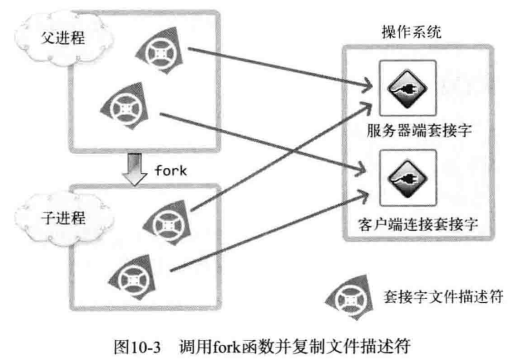 父进程
操作系统
服务器端套接字
fork
子进程
客户端连接套接字
套接字文件描述符
图10-3 调用fork函数并复制文件描述符